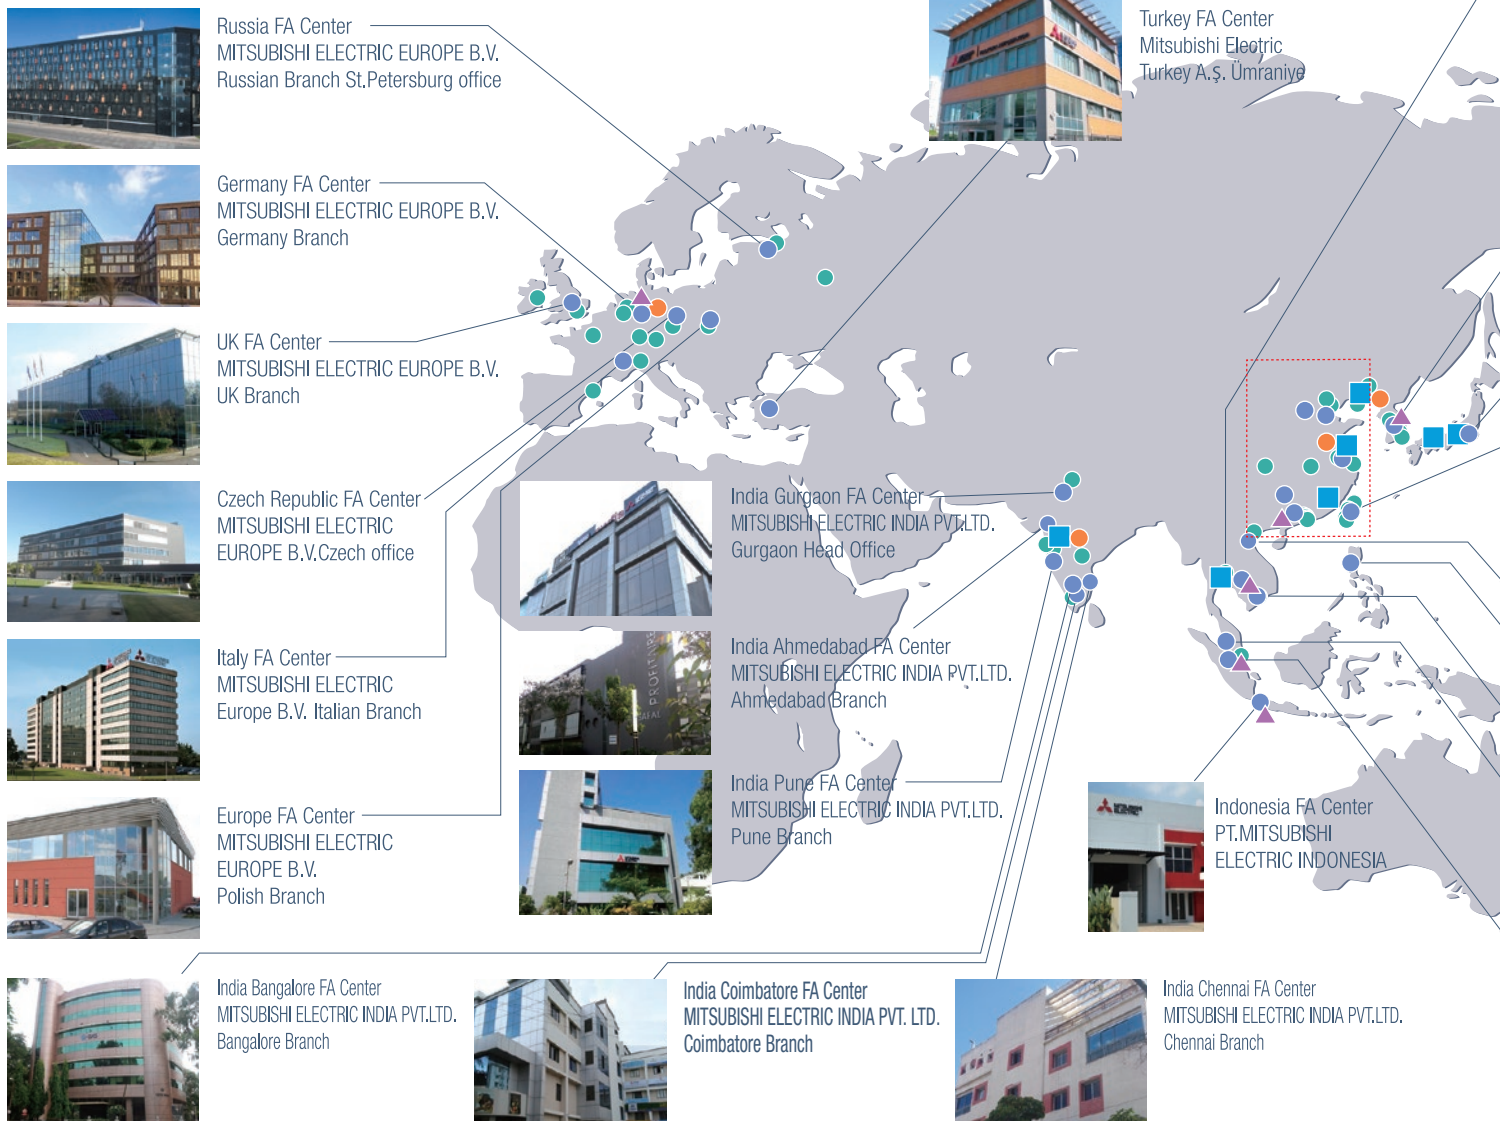 Russia FA Center
MITSUBISHI ELECTRIC EUROPE B.V.
Russian Branch St.Petersburg office
Turkey FA Center
Mitsubishi Electric
Turkey A.Ş. Ümraniye
Germany FA Center
MITSUBISHI ELECTRIC EUROPE B.V.
Germany Branch
UK FA Center
MITSUBISHI ELECTRIC EUROPE B.V.
UK Branch
Czech Republic FA Center
MITSUBISHI ELECTRIC
EUROPE B.V.Czech office
Italy FA Center
MITSUBISHI ELECTRIC
Europe B.V. Italian Branch
Europe FA Center
MITSUBISHI ELECTRIC
EUROPE B.V.
Polish Branch
India Gurgaon FA Center
MITSUBISHI ELECTRIC INDIA PVT.LTD.
Gurgaon Head Office
PROFITAIRE
India Ahmedabad FA Center
MITSUBISHI ELECTRIC INDIA PVT.LTD.
Ahmedabad Branch
India Pune FA Center
MITSUBISHI ELECTRIC INDIA PVT.LTD.
Pune Branch
Indonesia FA Center
PT.MITSUBISHI
ELECTRIC INDONESIA
India Bangalore FA Center
MITSUBISHI ELECTRIC INDIA PVT.LTD.
Bangalore Branch
India Coimbatore FA Center
MITSUBISHI ELECTRIC INDIA PVT. LTD.
Coimbatore Branch
India Chennai FA Center
MITSUBISHI ELECTRIC INDIA PVT.LTD.
Chennai Branch